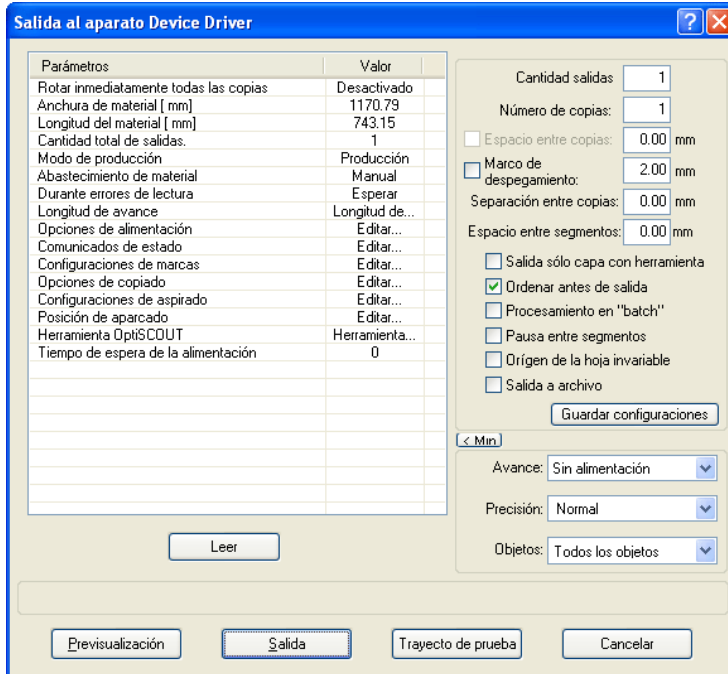 Salida al aparato Device Driver
Parámetros Valor
Rotar inmediatamente todas las copias Desactivado
Anchura de material [ mm] 1170.79
Longitud del material [ mm] 743.15
Cantidad total de salidas. 1
Modo de producción Producción
Abastecimiento de material Manual
Durante errores de lectura Esperar
Longitud de avance Longitud de...
Opciones de alimentación Editar...
Comunicados de estado Editar...
Configuraciones de marcas Editar...
Opciones de copiado Editar...
Configuraciones de aspirado Editar...
Posición de aparcado Editar...
Herramienta OptiSCOUT Herramienta...
Tiempo de espera de la alimentación 0
Leer
Cantidad salidas 1
Número de copias: 1
Espacio entre copias: 0.00 mm
Marco de
despegamiento: 2.00 mm
Separación entre copias: 0.00 mm
Espacio entre segmentos: 0.00 mm
Salida sólo capa con herramienta
Ordenar antes de salida
Procesamiento en "batch"
Pausa entre segmentos
Orígen de la hoja invariable
Salida a archivo
Guardar configuraciones
< Min
Avance: Sin alimentación
Precisión: Normal
Objetos: Todos los objetos
Previsualización Salida Trayecto de prueba Cancelar